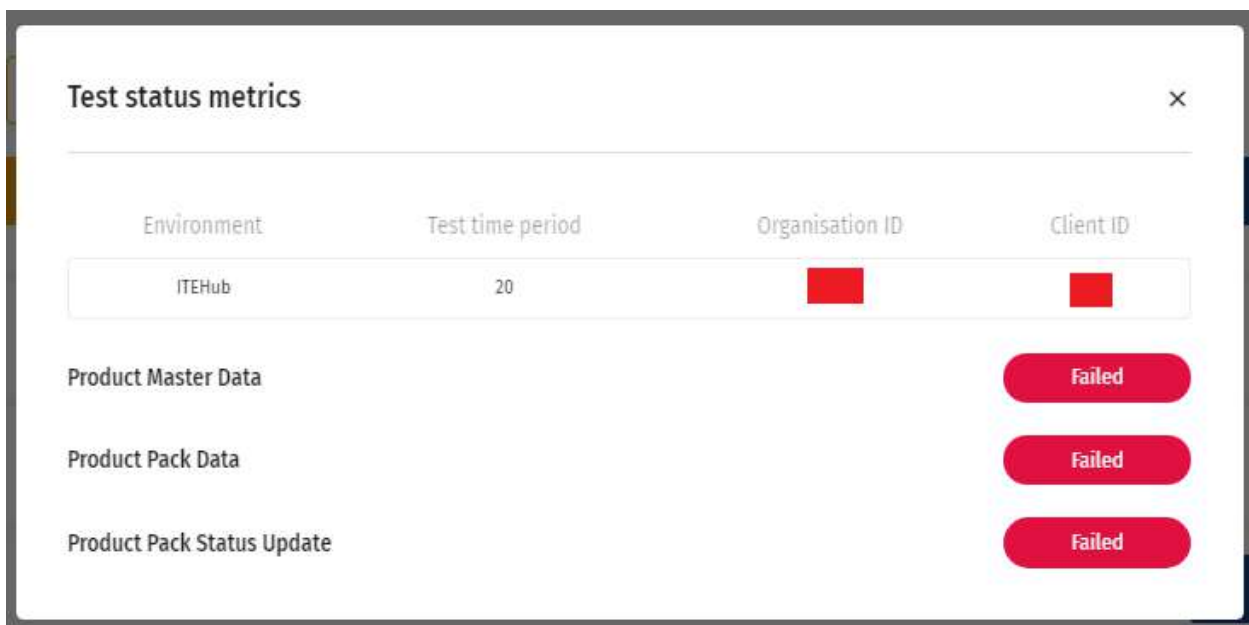 Test status metrics ×
Environment Test time period Organisation ID Client ID
ITEHub 20
Product Master Data Failed
Product Pack Data Failed
Product Pack Status Update Failed